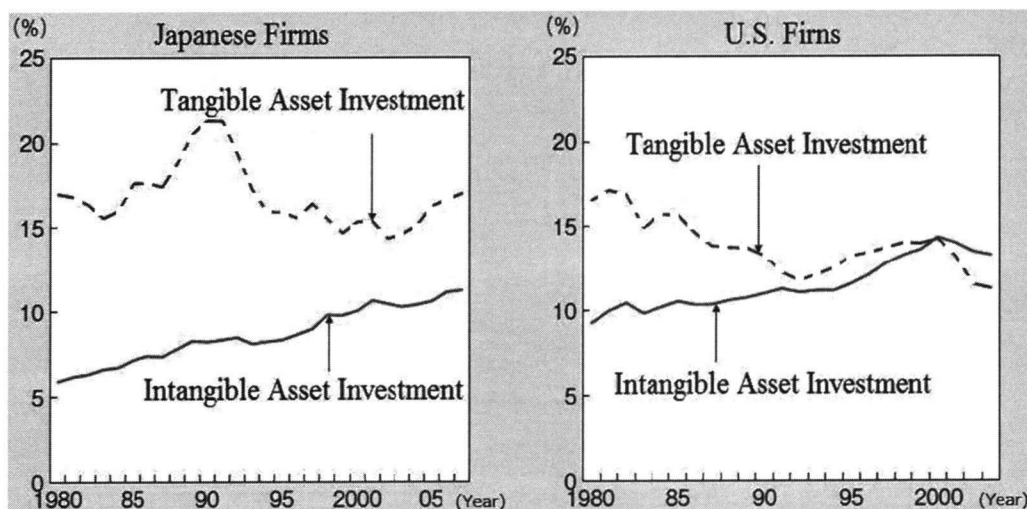 (%) Japanese Firms
25
20
15
10
5
0
Tangible Asset Investment
Intangible Asset Investment
1980 85 90 95 2000 05 (Year)
(%) U.S. Firns
25
20
15
10
5
0
Tangible Asset Investment
Intangible Asset Investment
1980 85 90 95 2000 (Year)